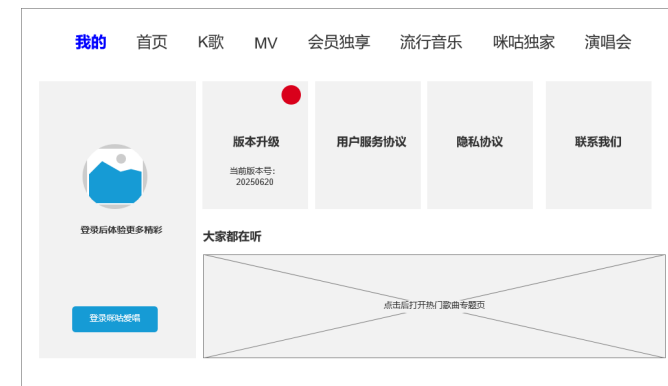 我的 首页 K歌 MV 会员独享 流行音乐 咪咕独家 演唱会
版本升级 用户服务协议 隐私协议 联系我们
当前版本号：
20250620
登录后体验更多精彩
大家都在听
点击后打开热门歌曲专题页
登录咪咕爱唱